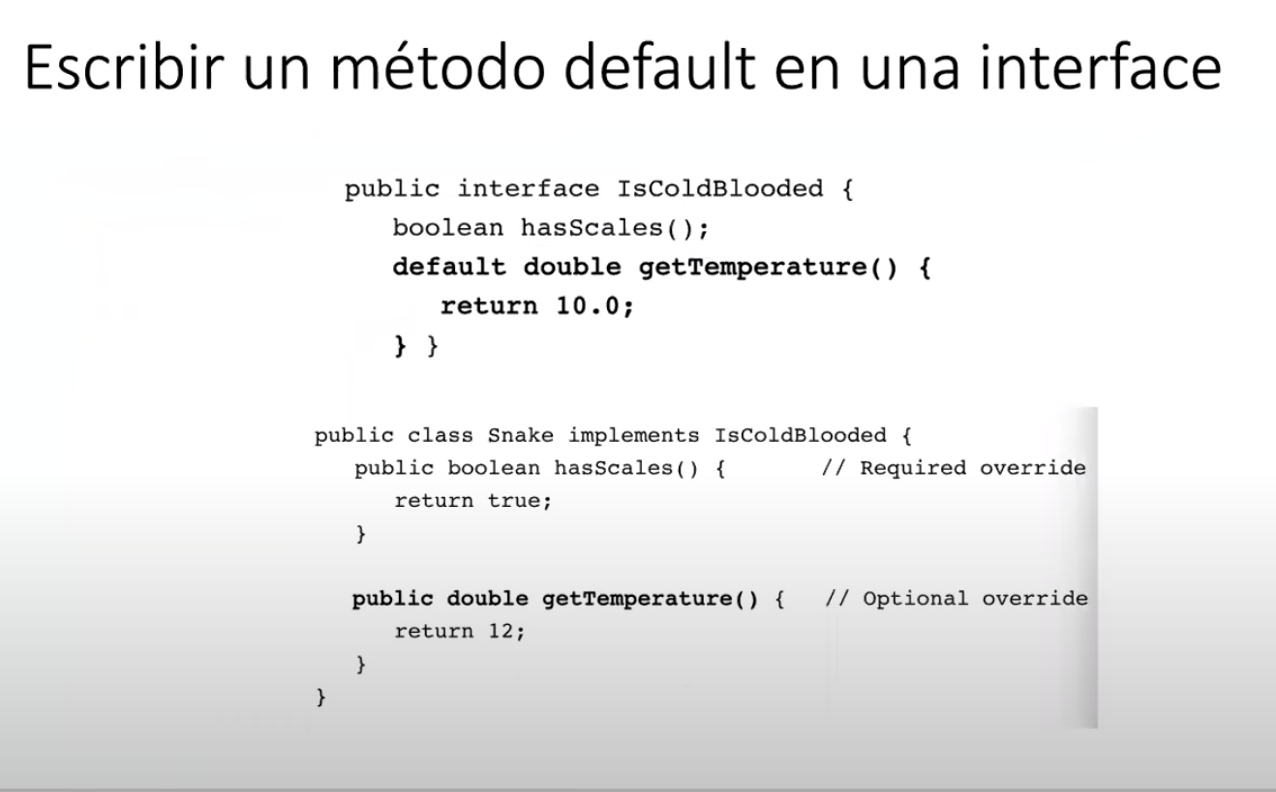 Escribir un método default en una interface
public interface IsColdBlooded {
boolean hasScales();
default double getTemperature() {
return 10.0;
} }
public class Snake implements IsColdBlooded {
public boolean hasScales() { // Required override
return true;
}
public double getTemperature() { // Optional override
return 12;
}
}